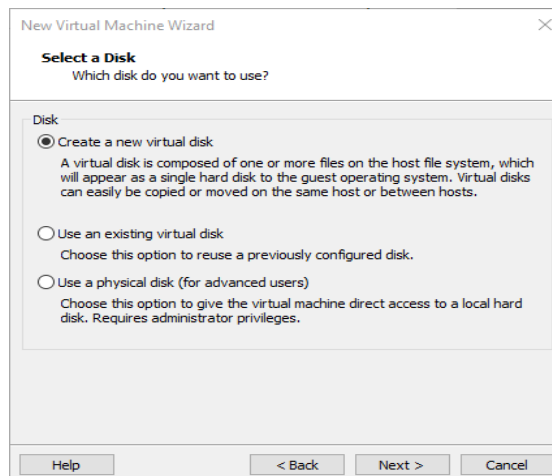 New Virtual Machine Wizard
Select a Disk
Which disk do you want to use?
Disk
Create a new virtual disk
A virtual disk is composed of one or more files on the host file system, which
will appear as a single hard disk to the guest operating system. Virtual disks
can easily be copied or moved on the same host or between hosts.
Use an existing virtual disk
Choose this option to reuse a previously configured disk.
Use a physical disk (for advanced users)
Choose this option to give the virtual machine direct access to a local hard
disk. Requires administrator privileges.
Help
< Back
Next >
Cancel